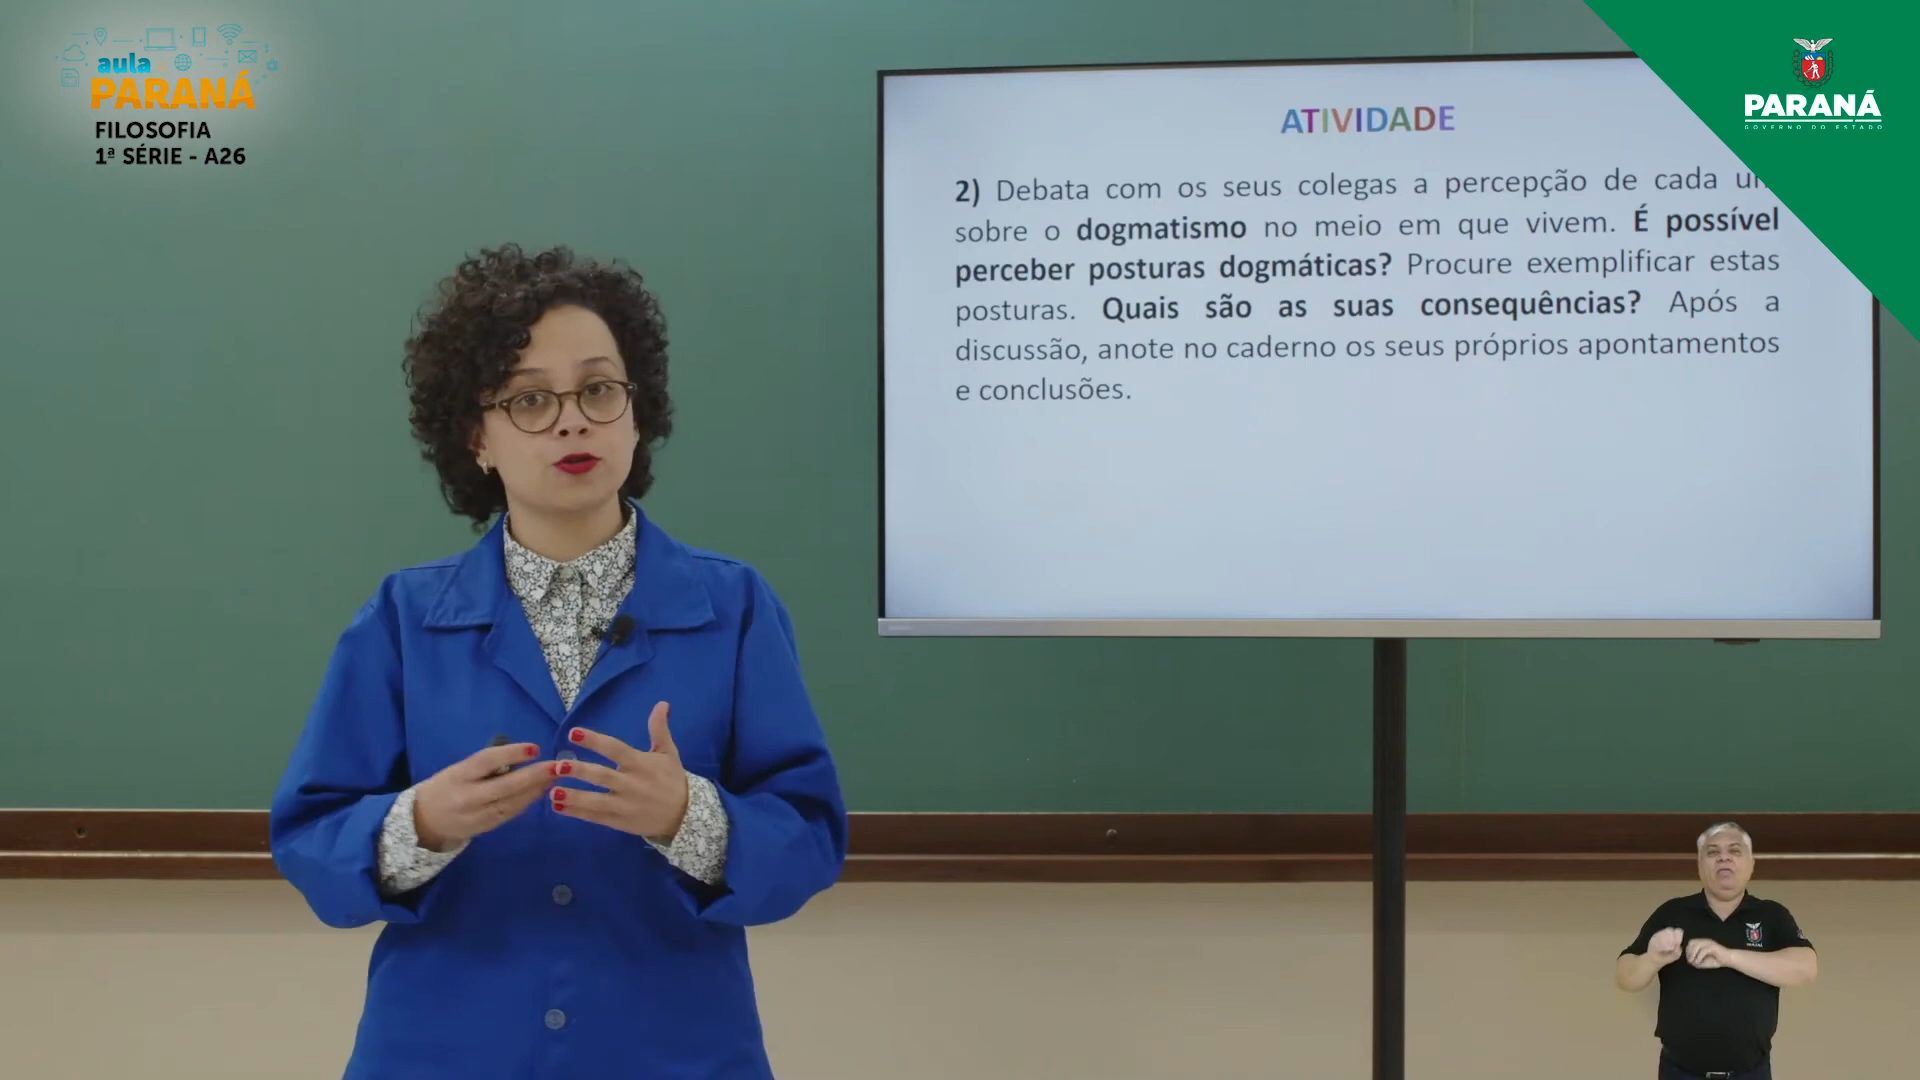 aula
PARANÁ
FILOSOFIA
1ª SÉRIE - A26
PARANÁ
GOVERNO DO ESTADO
ATIVIDADE
2) Debata com os seus colegas a percepção de cada
sobre o dogmatismo no meio em que vivem. É possível
perceber posturas dogmáticas? Procure exemplificar estas
posturas. Quais são as suas consequências? Após a
discussão, anote no caderno os seus próprios apontamentos
e conclusões.